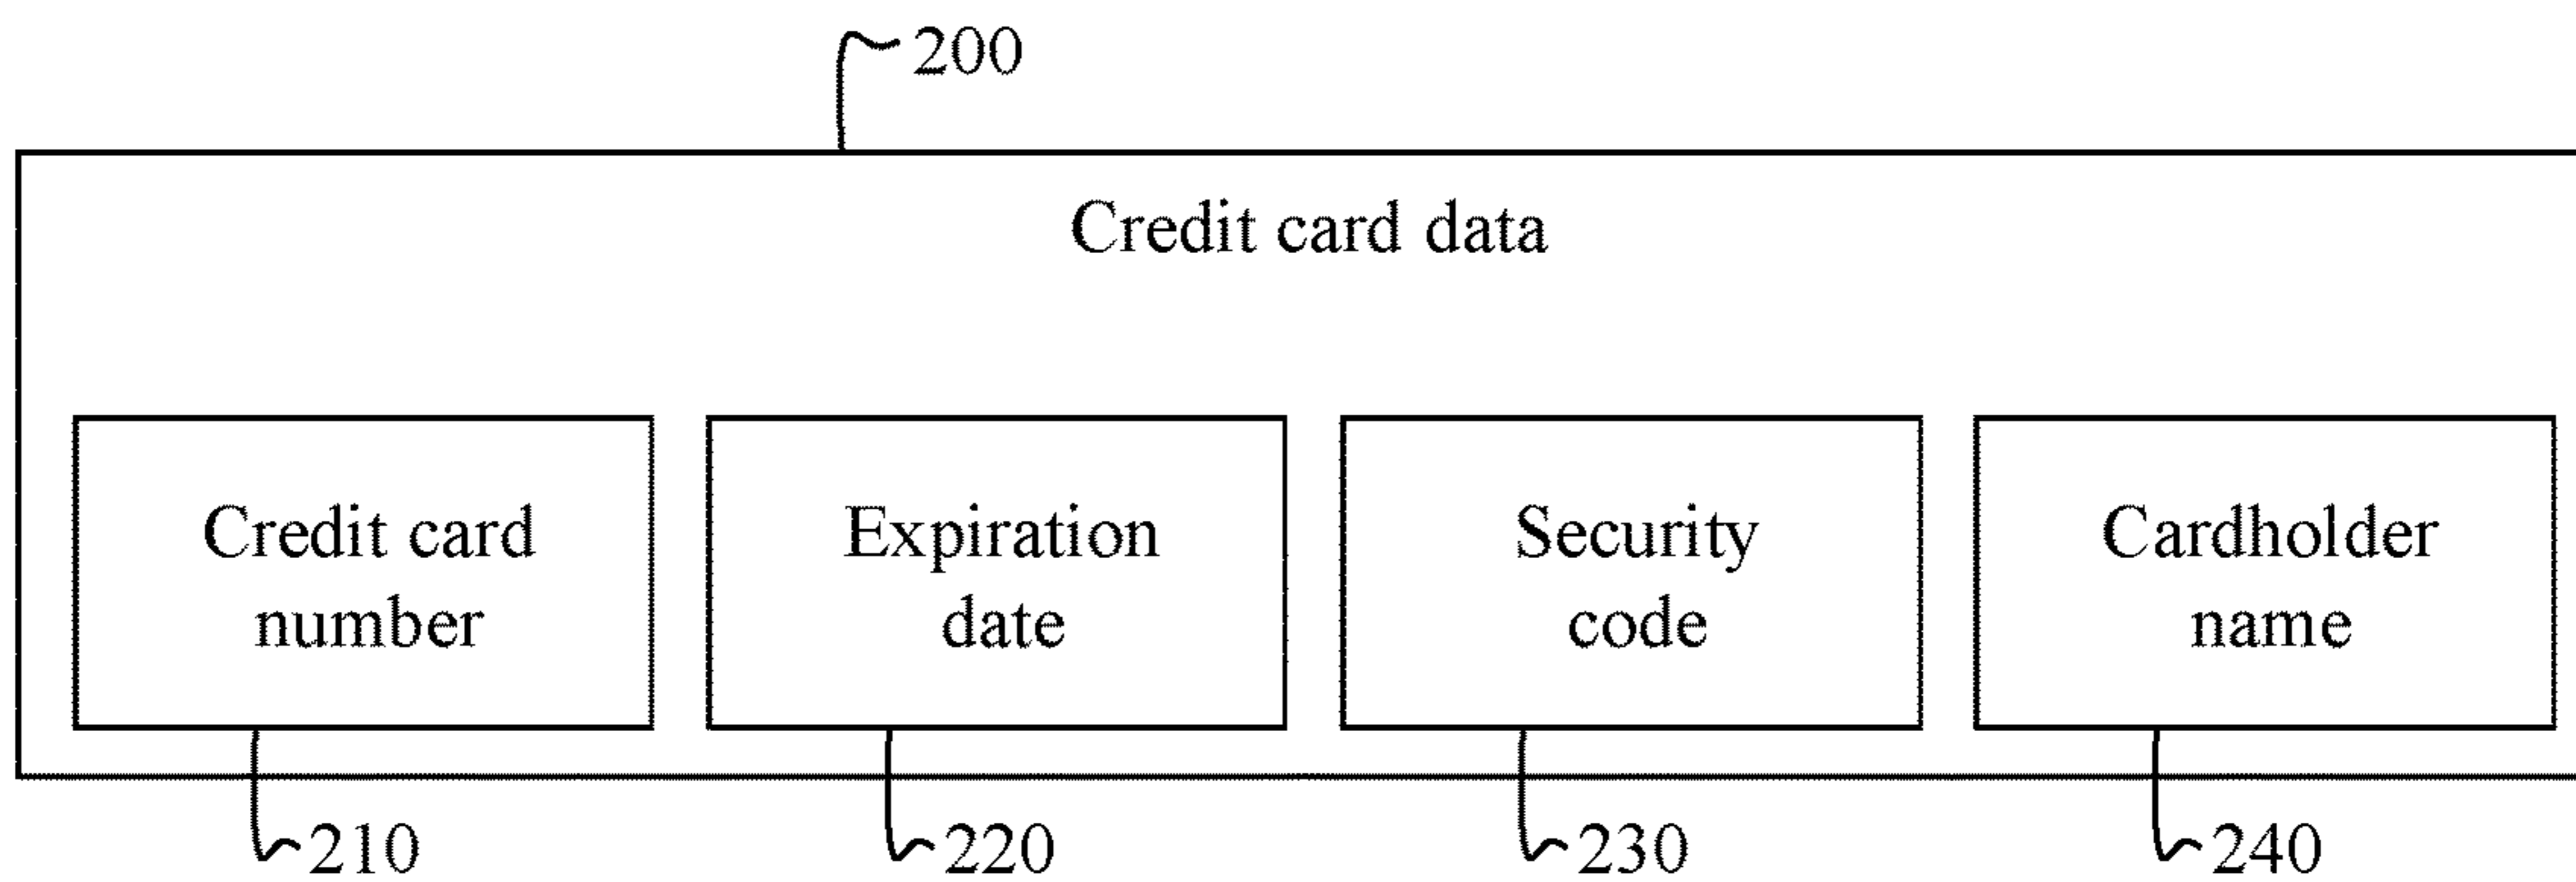 200
Credit card data
Credit card
number
Expiration
date
Security
code
Cardholder
name
210
220
230
240